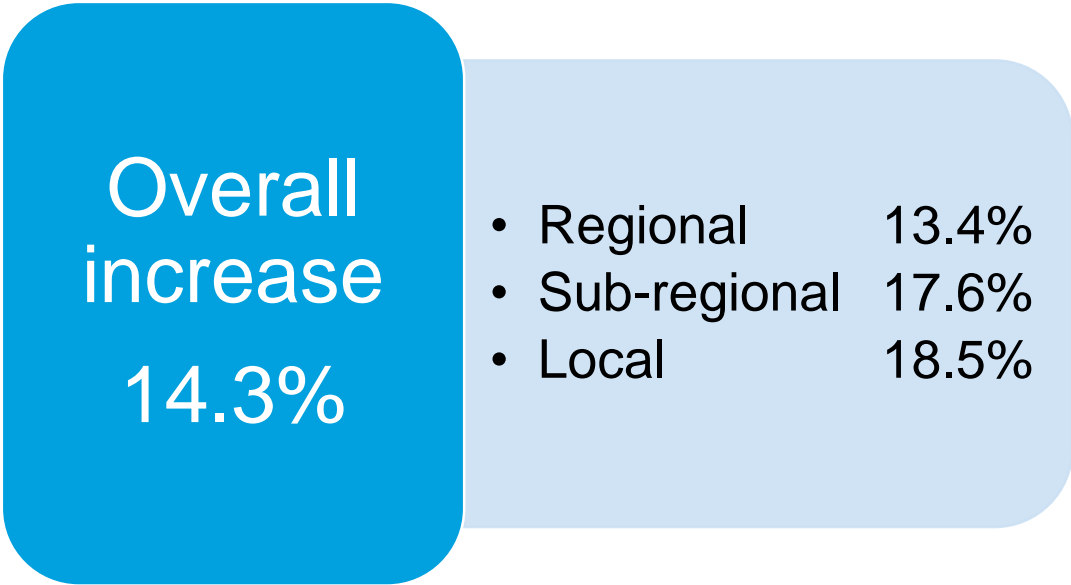 Overall
increase
14.3%
• Regional 13.4%
• Sub-regional 17.6%
• Local 18.5%